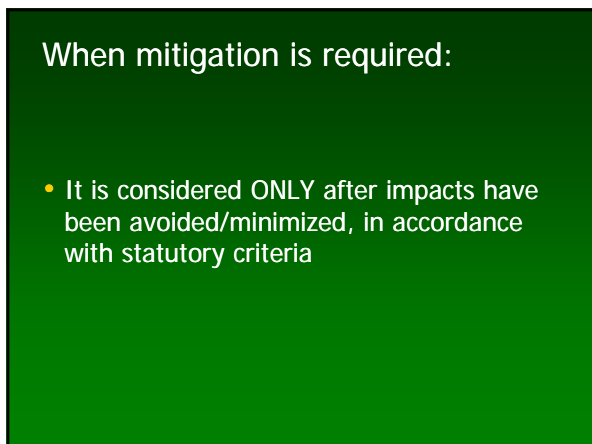 When mitigation is required:
• It is considered ONLY after impacts have
been avoided/minimized, in accordance
with statutory criteria